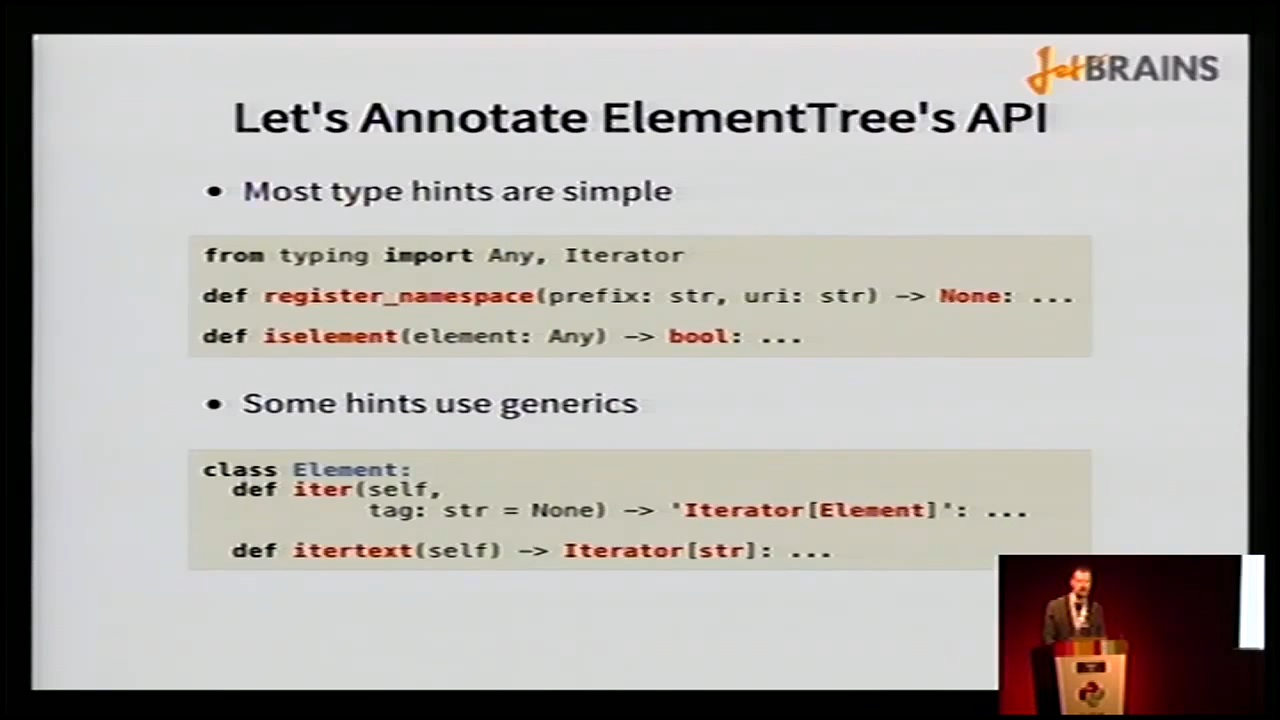 JetBRAINS
Let's Annotate ElementTree's API
• Most type hints are simple
from typing import Any, Iterator
def register_namespace(prefix: str, uri: str) -> None: ...
def iselement(element: Any) -> bool: ...
• Some hints use generics
class Element:
def iter(self,
tag: str = None) -> 'Iterator[Element]': ...
def itertext(self) -> Iterator[str]: ...